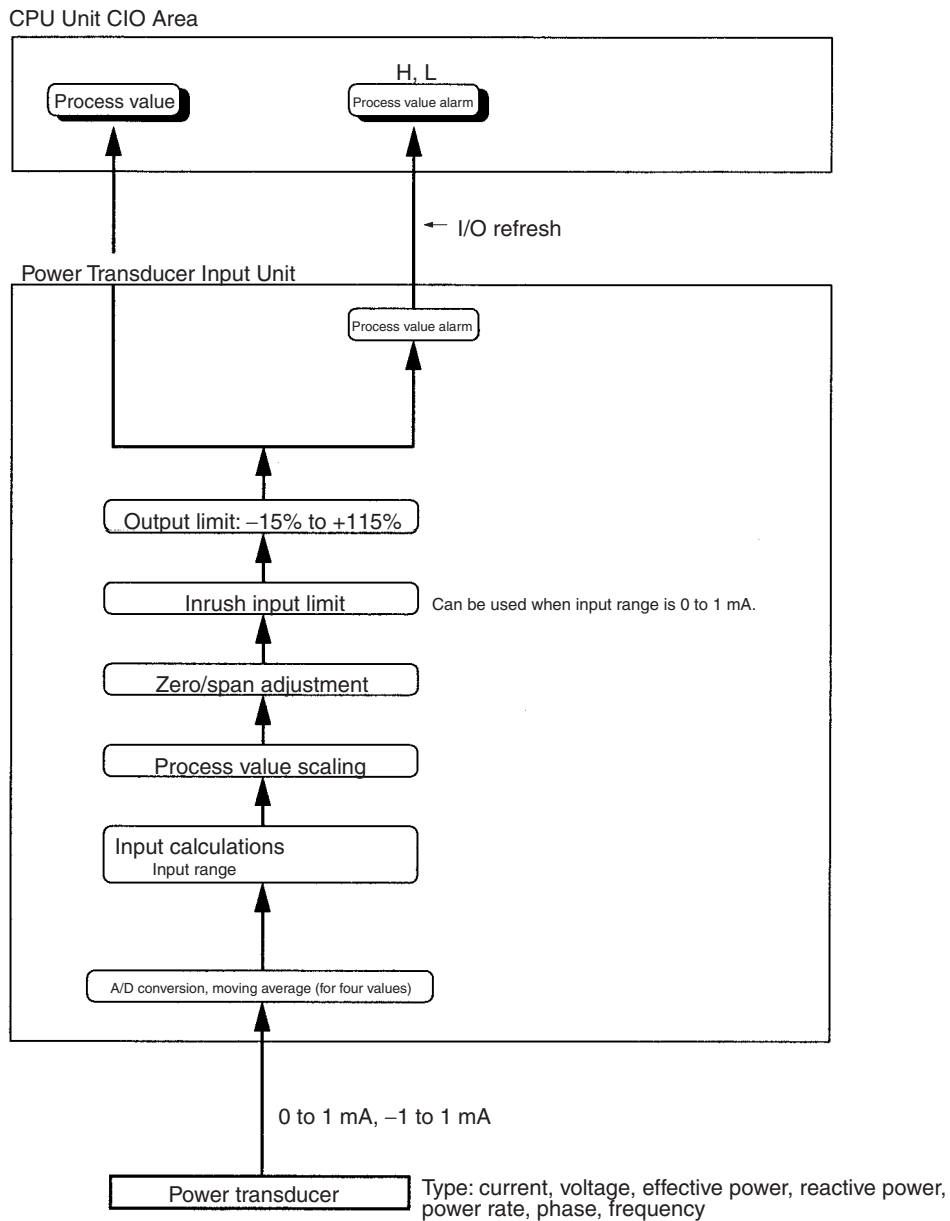 CPU Unit CIO Area
H, L
Process value
Process value alarm
I/O refresh
Power Transducer Input Unit
Process value alarm
Output limit: −15% to +115%
Inrush input limit
Can be used when input range is 0 to 1 mA.
Zero/span adjustment
Process value scaling
Input calculations
Input range
A/D conversion, moving average (for four values)
0 to 1 mA, −1 to 1 mA
Power transducer
Type: current, voltage, effective power, reactive power,
power rate, phase, frequency